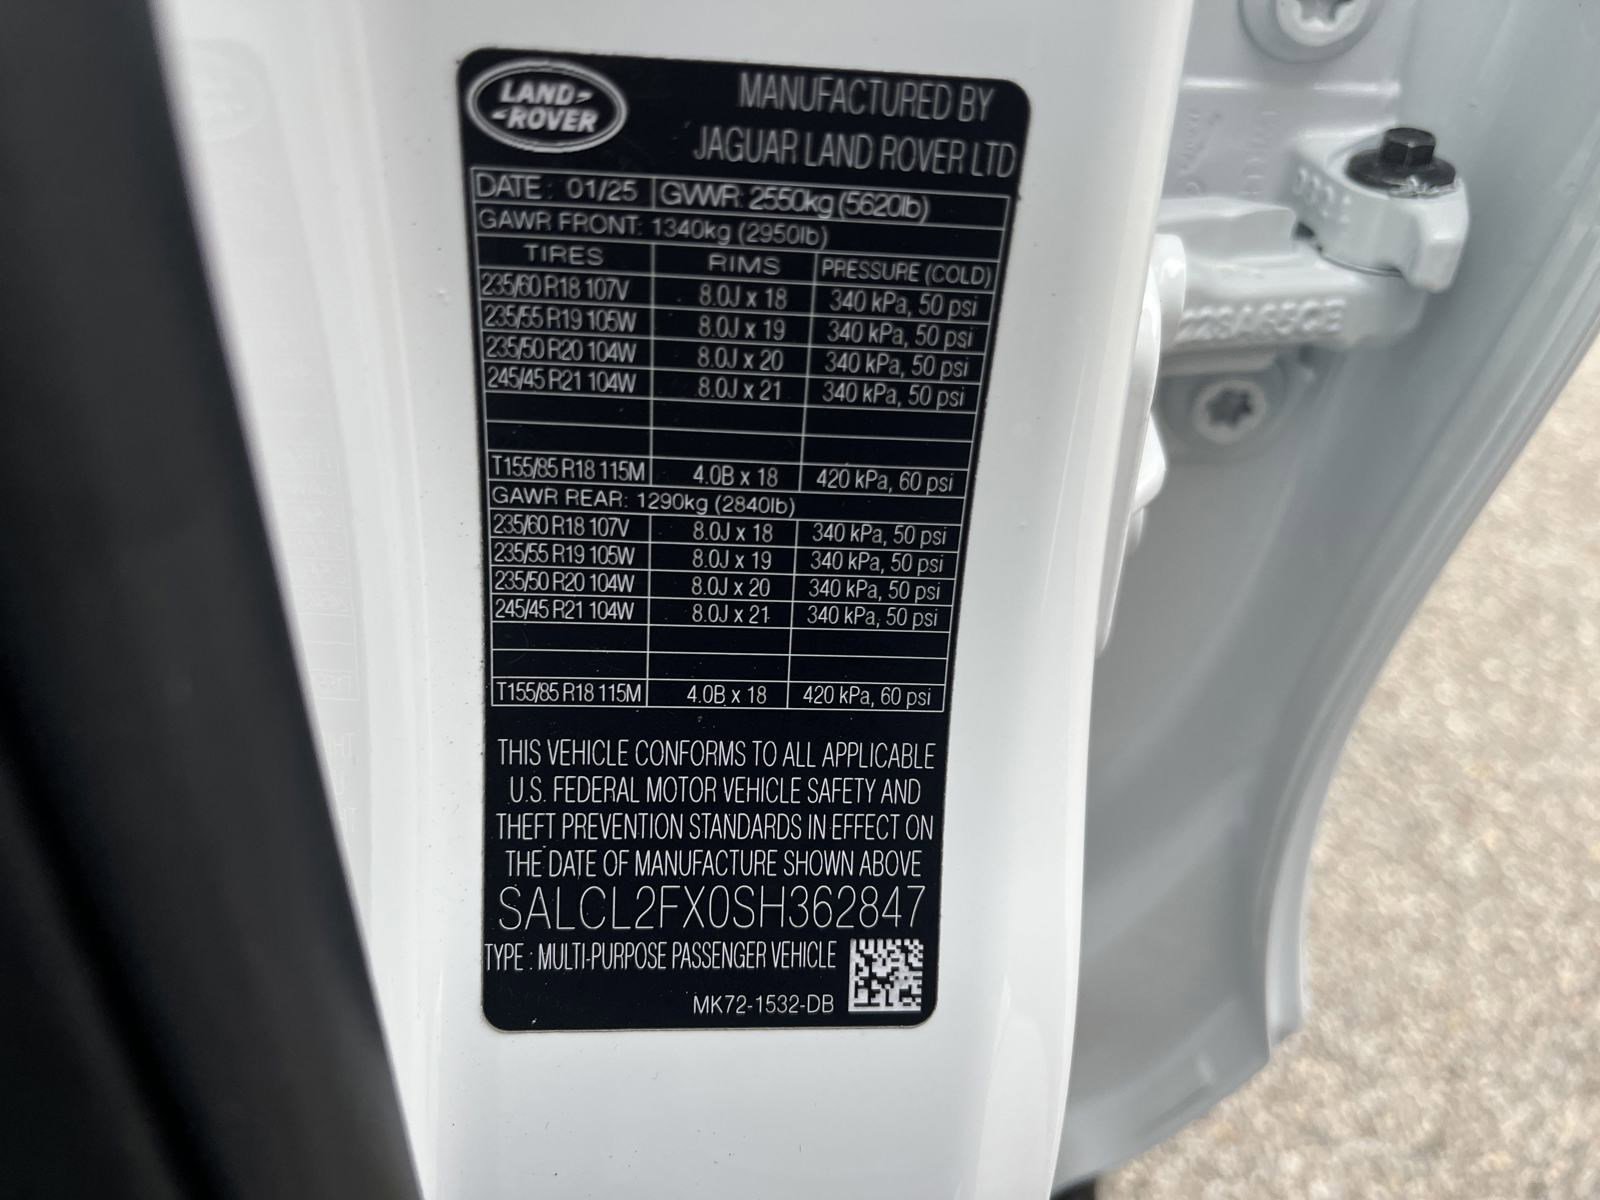 LAND-
-ROVER
MANUFACTURED BY
JAGUAR LAND ROVER LTD
DATE: 01/25 GVWR: 2550kg (5620lb)
GAWR FRONT: 1340kg (2950lb)
TIRES RIMS PRESSURE (COLD)
235/60 R18 107V 8.0J x 18 340 kPa, 50 psi
235/55 R19 105W 8.0J x 19 340 kPa, 50 psi
235/50 R20 104W 8.0J x 20 340 kPa, 50 psi
245/45 R21 104W 8.0J x 21 340 kPa, 50 psi
T155/85 R18 115M 4.0B x 18 420 kPa, 60 psi
GAWR REAR: 1290kg (2840lb)
235/60 R18 107V 8.0J x 18 340 kPa, 50 psi
235/55 R19 105W 8.0J x 19 340 kPa, 50 psi
235/50 R20 104W 8.0J x 20 340 kPa, 50 psi
245/45 R21 104W 8.0J x 21 340 kPa, 50 psi
T155/85 R18 115M 4.0B x 18 420 kPa, 60 psi
THIS VEHICLE CONFORMS TO ALL APPLICABLE
U.S. FEDERAL MOTOR VEHICLE SAFETY AND
THEFT PREVENTION STANDARDS IN EFFECT ON
THE DATE OF MANUFACTURE SHOWN ABOVE
SALCL2FX0SH362847
TYPE : MULTI-PURPOSE PASSENGER VEHICLE
MK72-1532-DB